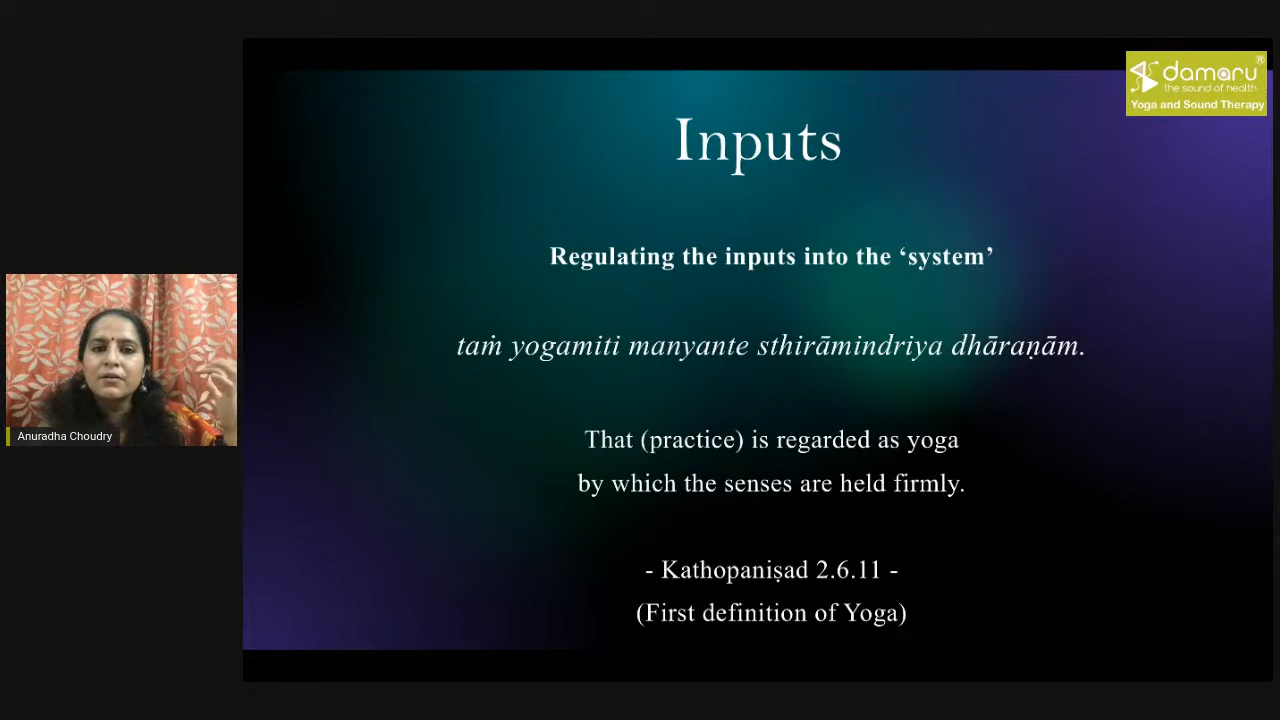 damaru®
the sound of health
Yoga and Sound Therapy
Inputs
Regulating the inputs into the ‘system’
taṁ yogamiti manyante sthirāmindriya dhāraṇām.
That (practice) is regarded as yoga
by which the senses are held firmly.
- Kathopaniṣad 2.6.11 -
(First definition of Yoga)
Anuradha Choudry